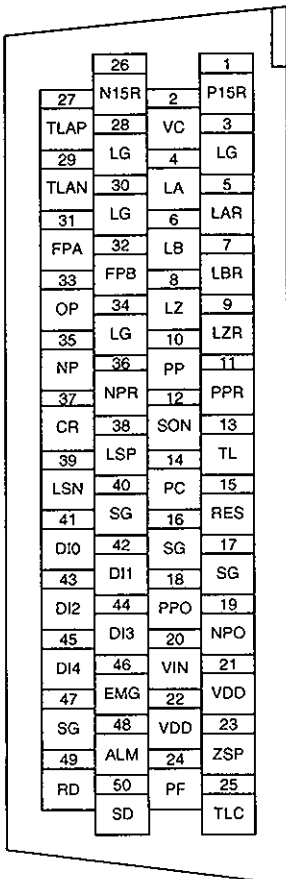 26 1
27 N15R 2 P15R
TLAP 28 VC 3
29 LG 4 LG
TLAN 30 LA 5
31 LG 6 LAR
FPA 32 LB 7
33 FPB 8 LBR
OP 34 LZ 9
35 LG 10 LZR
NP 36 PP 11
37 NPR 12 PPR
CR 38 SON 13
39 LSP 14 TL
LSN 40 PC 15
41 SG 16 RES
DI0 42 SG 17
43 DI1 18 SG
DI2 44 PPO 19
45 DI3 20 NPO
DI4 46 VIN 21
47 EMG 22 VDD
SG 48 VDD 23
49 ALM 24 ZSP
RD 50 PF 25
SD TLC